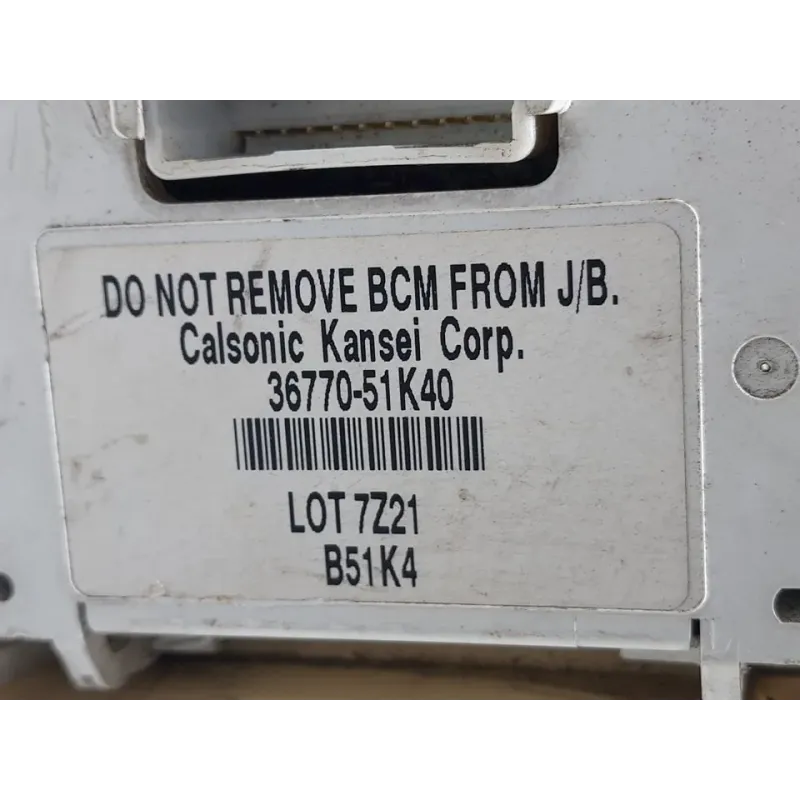 DO NOT REMOVE BCM FROM J/B.
Calsonic Kansei Corp.
36770-51K40
LOT 7Z21
B51K4